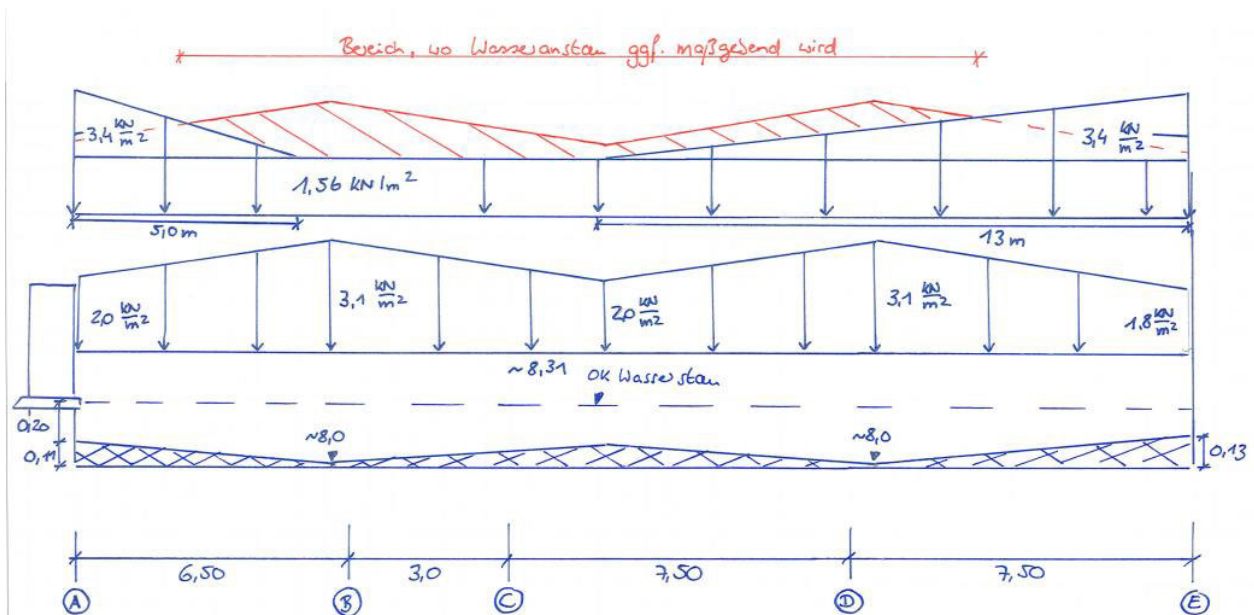 Bereich, wo Wasseranstau ggf. maßgebend wird
3,4 kN/m²
3,4 kN/m²
1,56 kN/m²
5,0 m
13 m
2,0 kN/m²
3,1 kN/m²
2,0 kN/m²
3,1 kN/m²
1,8 kN/m²
~8,31 OK Wasserstau
0,20
~8,0
~8,0
0,11
0,13
6,50
3,0
7,50
7,50
A
B
C
D
E